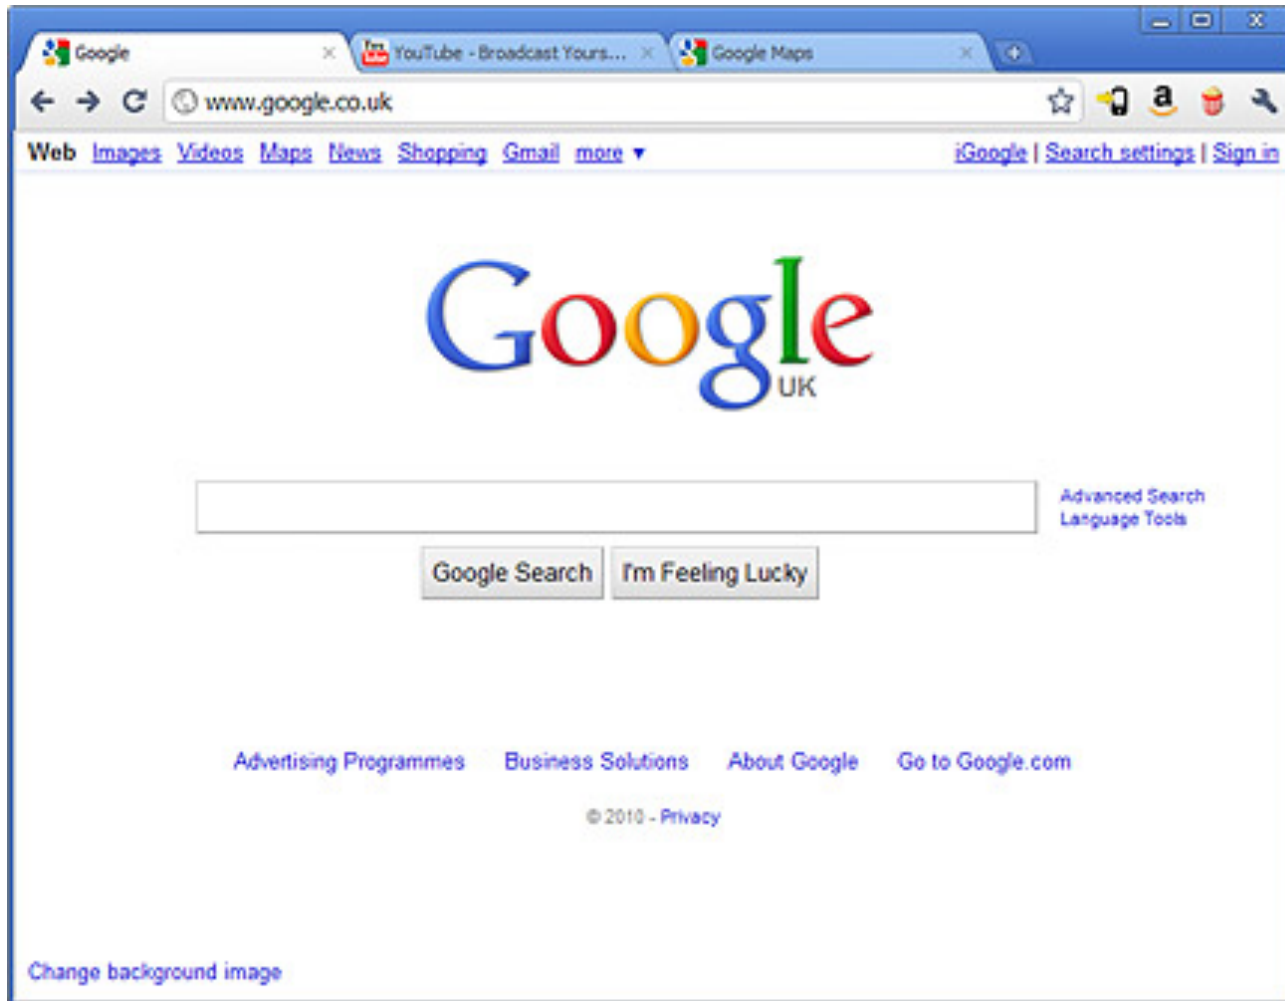 Google YouTube - Broadcast Yours... Google Maps
www.google.co.uk
Web Images Videos Maps News Shopping Gmail more ▼ iGoogle | Search settings | Sign in
Google
UK
Advanced Search
Language Tools
Google Search I'm Feeling Lucky
Advertising Programmes Business Solutions About Google Go to Google.com
© 2010 - Privacy
Change background image